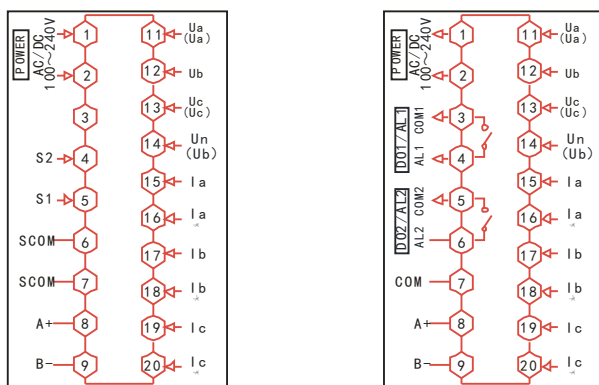 POWER
AC/DC
100～240V
1
2
3
S2
4
S1
5
SCOM
6
SCOM
7
A+
8
B-
9
11
Ua
(Ua)
12
Ub
13
Uc
(Uc)
14
Un
(Ub)
15
Ia
16
Ia
17
Ib
18
Ib
19
Ic
20
Ic
POWER
AC/DC
100～240V
1
2
DO1/AL1
AL1 COM1
3
4
DO2/AL2
AL2 COM2
5
6
COM
7
A+
8
B-
9
11
Ua
(Ua)
12
Ub
13
Uc
(Uc)
14
Un
(Ub)
15
Ia
16
Ia
17
Ib
18
Ib
19
Ic
20
Ic